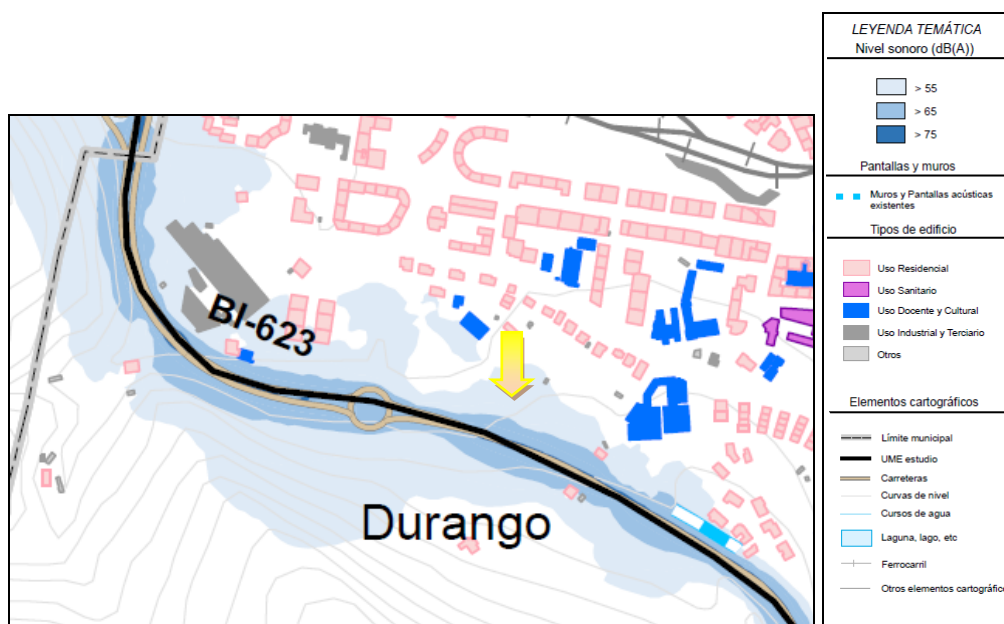 LEYENDA TEMÁTICA
Nivel sonoro (dB(A))
> 55
> 65
> 75
Pantallas y muros
Muros y Pantallas acústicas
existentes
Tipos de edificio
Uso Residencial
Uso Sanitario
Uso Docente y Cultural
Uso Industrial y Terciario
Otros
Elementos cartográficos
Límite municipal
UME estudio
Carreteras
Curvas de nivel
Cursos de agua
Laguna, lago, etc
Ferrocarril
Otros elementos cartográfic
BI-623
Durango